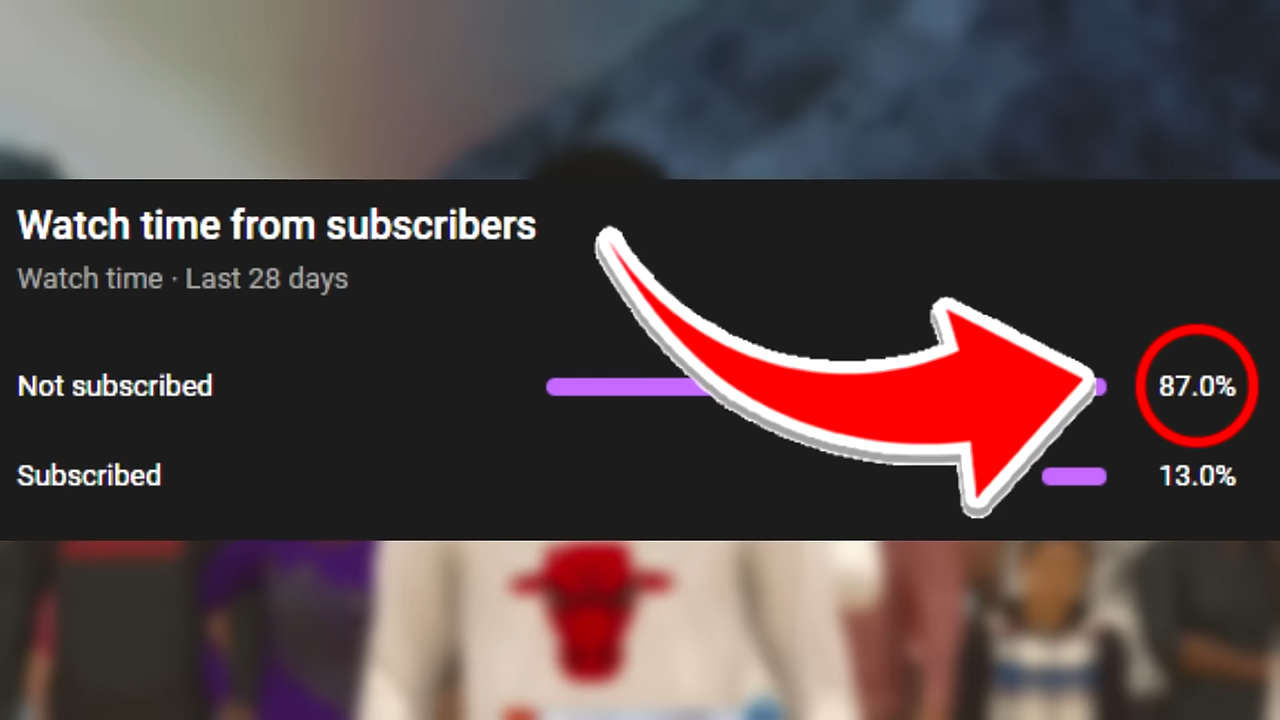 Watch time from subscribers
Watch time · Last 28 days
Not subscribed 87.0%
Subscribed 13.0%